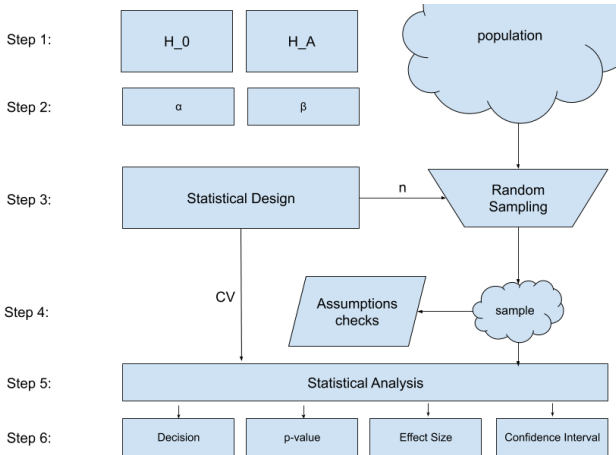 Step 1:
H_0
H_A
population
Step 2:
α
β
Step 3:
Statistical Design
n
Random
Sampling
CV
Step 4:
Assumptions
checks
sample
Step 5:
Statistical Analysis
Step 6:
Decision
p-value
Effect Size
Confidence Interval